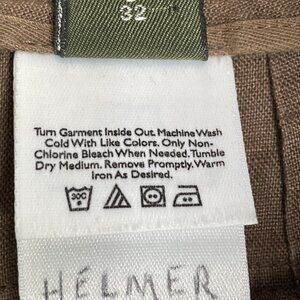 32
Turn Garment Inside Out. Machine Wash
Cold With Like Colors. Only Non-
Chlorine Bleach When Needed. Tumble
Dry Medium. Remove Promptly. Warm
Iron As Desired.
30C
HELMER